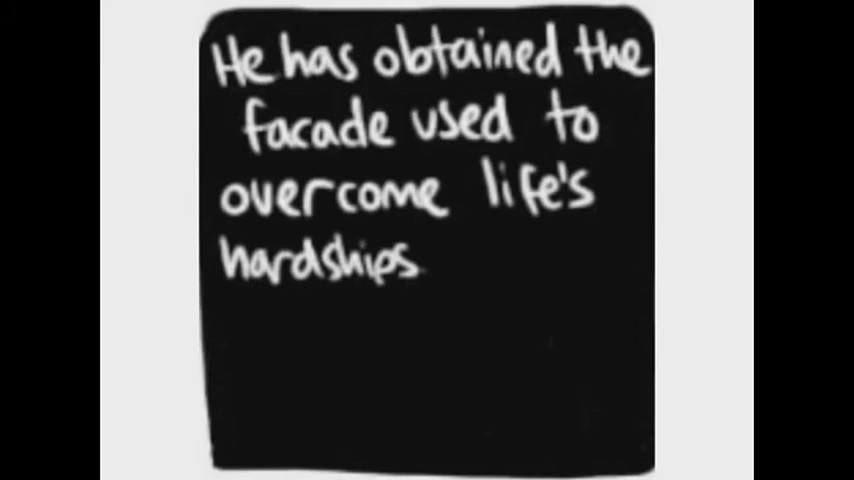 He has obtained the
facade used to
overcome life's
hardships.